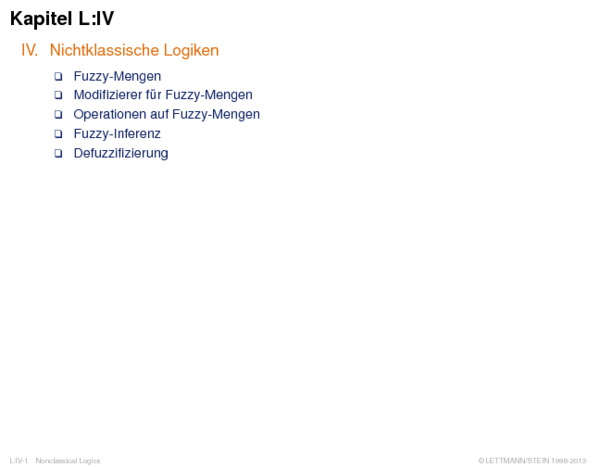 Kapitel L:IV
IV. Nichtklassische Logiken
❑ Fuzzy-Mengen
❑ Modifizierer für Fuzzy-Mengen
❑ Operationen auf Fuzzy-Mengen
❑ Fuzzy-Inferenz
❑ Defuzzifizierung
L:IV-1 Nonclassical Logics © LETTMANN/STEIN 1998-2013